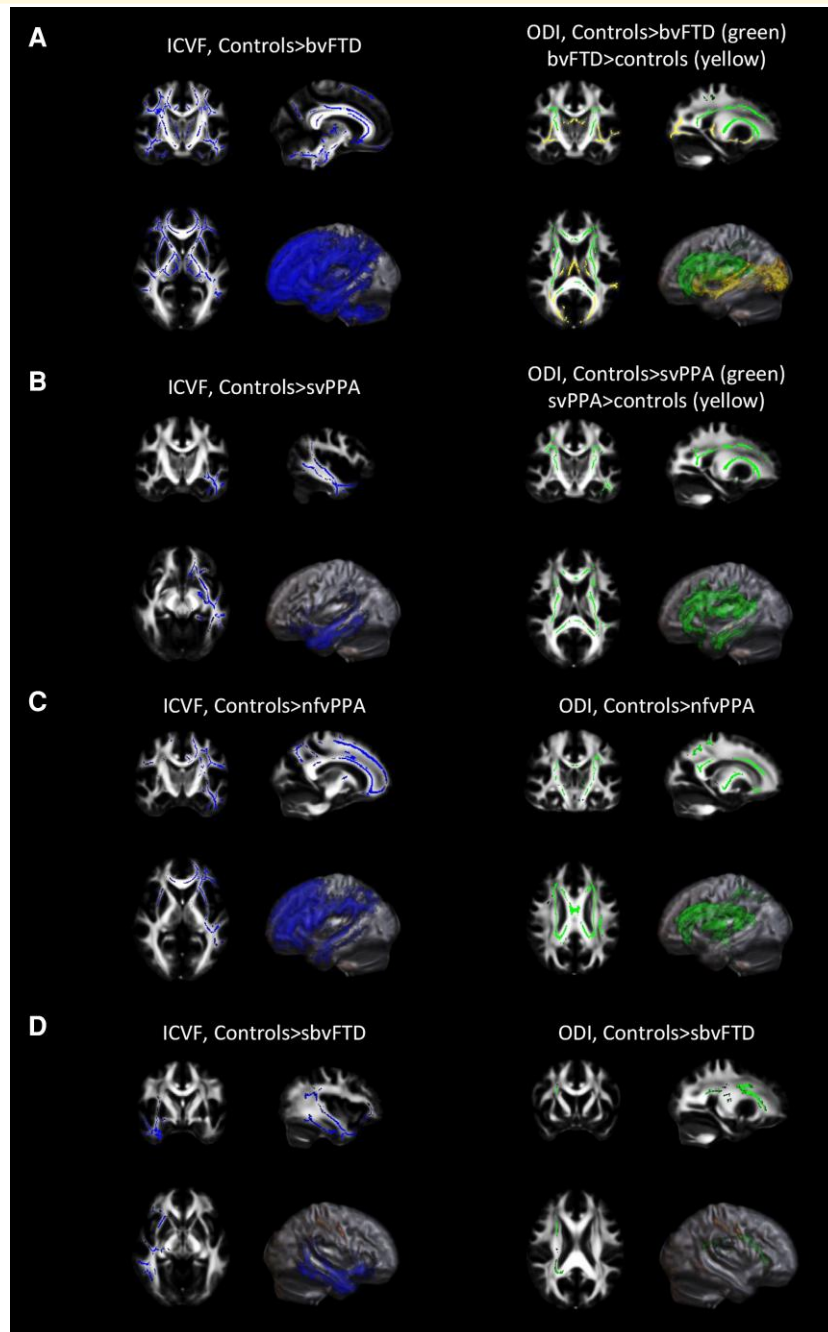 A
ICVF, Controls>bvFTD
ODI, Controls>bvFTD (green)
bvFTD>controls (yellow)
B
ICVF, Controls>svPPA
ODI, Controls>svPPA (green)
svPPA>controls (yellow)
C
ICVF, Controls>nfvPPA
ODI, Controls>nfvPPA
D
ICVF, Controls>sbvFTD
ODI, Controls>sbvFTD